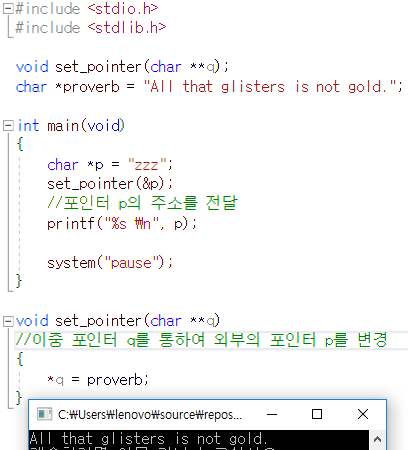 #include <stdio.h>
#include <stdlib.h>
void set_pointer(char **q);
char *proverb = "All that glisters is not gold.";
int main(void)
{
char *p = "zzz";
set_pointer(&p);
//포인터 p의 주소를 전달
printf("%s ₩n", p);
system("pause");
}
void set_pointer(char **q)
//이중 포인터 q를 통하여 외부의 포인터 p를 변경
{
*q = proverb;
}
C:₩Users₩lenovo₩source₩repos...
All that glisters is not gold.